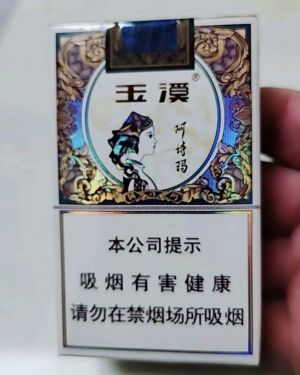 玉溪®
阿诗玛
本公司提示
吸烟有害健康
请勿在禁烟场所吸烟